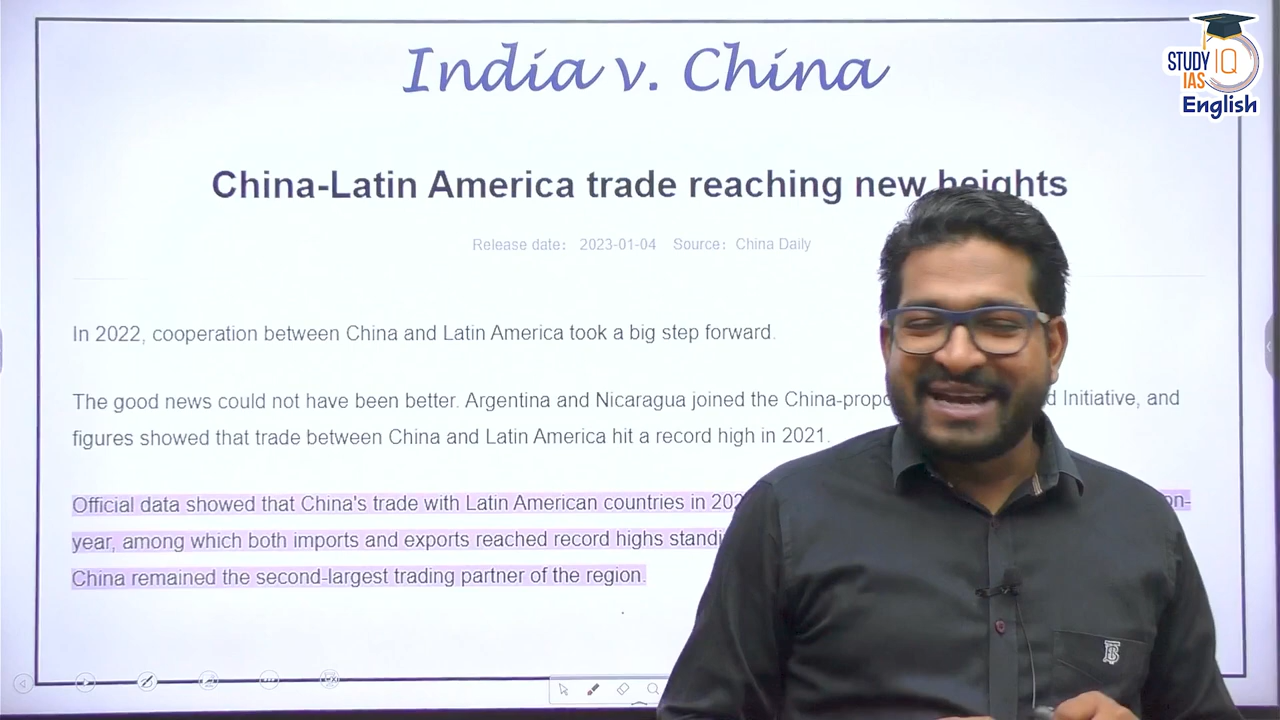 India v. China
STUDY IQ
IAS
English
China-Latin America trade reaching new heights
Release date: 2023-01-04 Source: China Daily
In 2022, cooperation between China and Latin America took a big step forward.
The good news could not have been better. Argentina and Nicaragua joined the Initiative, and
figures showed that trade between China and Latin America hit a record high in 2021.
Official data showed that China's trade with Latin American countries in on-
year, among which both imports and exports reached record highs
China remained the second-largest trading partner of the region.